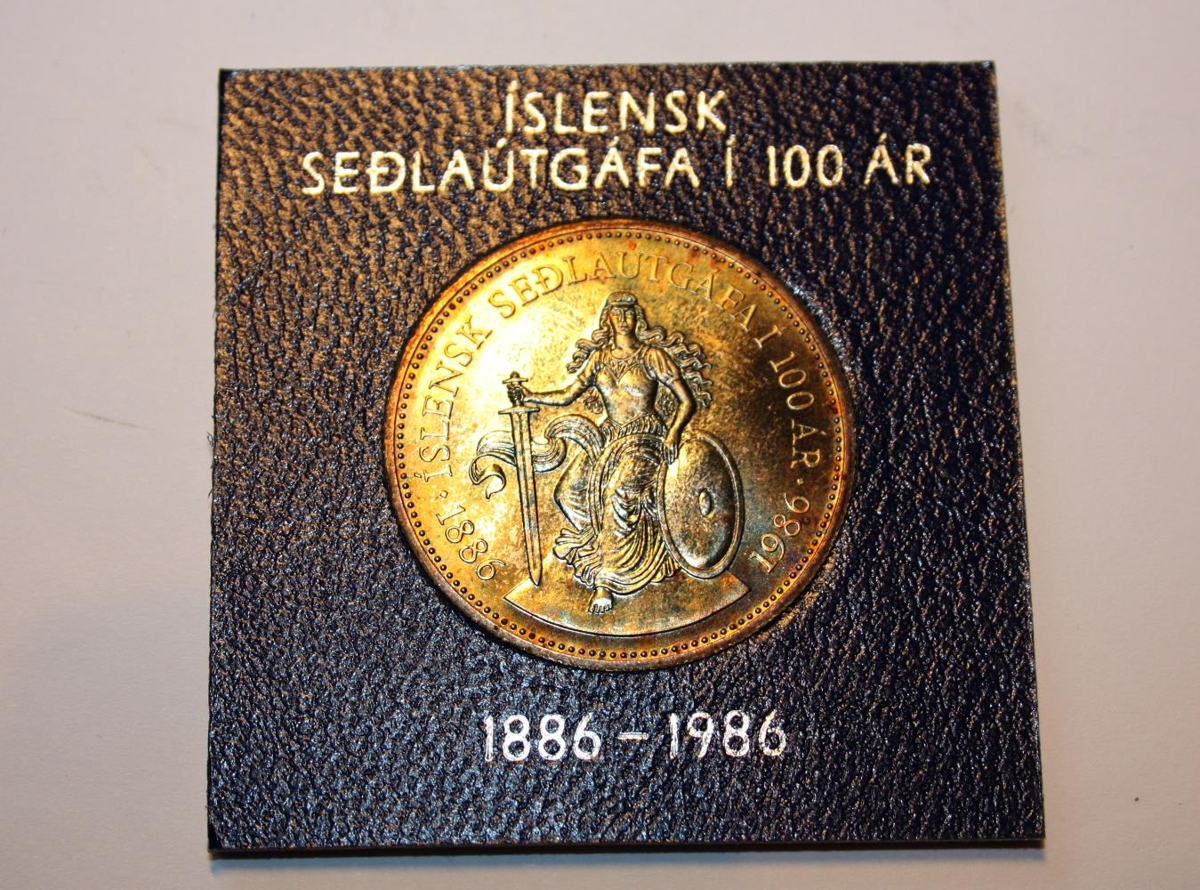 ÍSLENSK
SEÐLAÚTGÁFA Í 100 ÁR
· ÍSLENSK SEÐLAUTGÁFA Í 100 ÁR ·
1886
1986
1886 – 1986